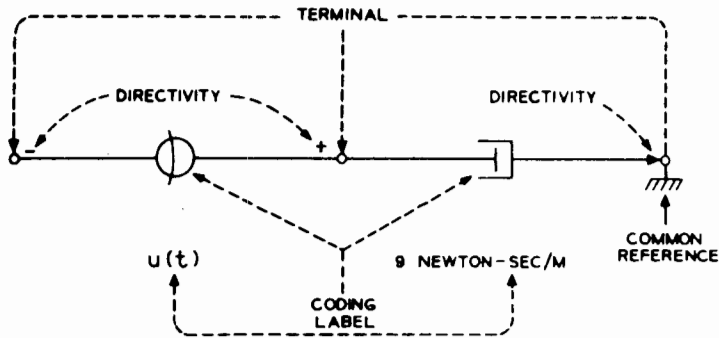 TERMINAL
DIRECTIVITY
DIRECTIVITY
- +
u(t)
9 NEWTON-SEC/M
COMMON
REFERENCE
CODING
LABEL